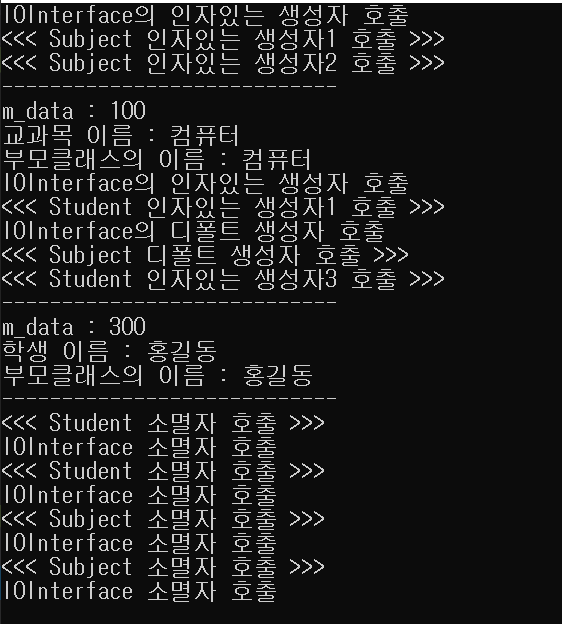 IOInterface의 인자있는 생성자 호출
<<< Subject 인자있는 생성자1 호출 >>>
<<< Subject 인자있는 생성자2 호출 >>>
----------------------------
m_data : 100
교과목 이름 : 컴퓨터
부모클래스의 이름 : 컴퓨터
IOInterface의 인자있는 생성자 호출
<<< Student 인자있는 생성자1 호출 >>>
IOInterface의 디폴트 생성자 호출
<<< Subject 디폴트 생성자 호출 >>>
<<< Student 인자있는 생성자3 호출 >>>
----------------------------
m_data : 300
학생 이름 : 홍길동
부모클래스의 이름 : 홍길동
----------------------------
<<< Student 소멸자 호출 >>>
IOInterface 소멸자 호출
<<< Student 소멸자 호출 >>>
IOInterface 소멸자 호출
<<< Subject 소멸자 호출 >>>
IOInterface 소멸자 호출
<<< Subject 소멸자 호출 >>>
IOInterface 소멸자 호출